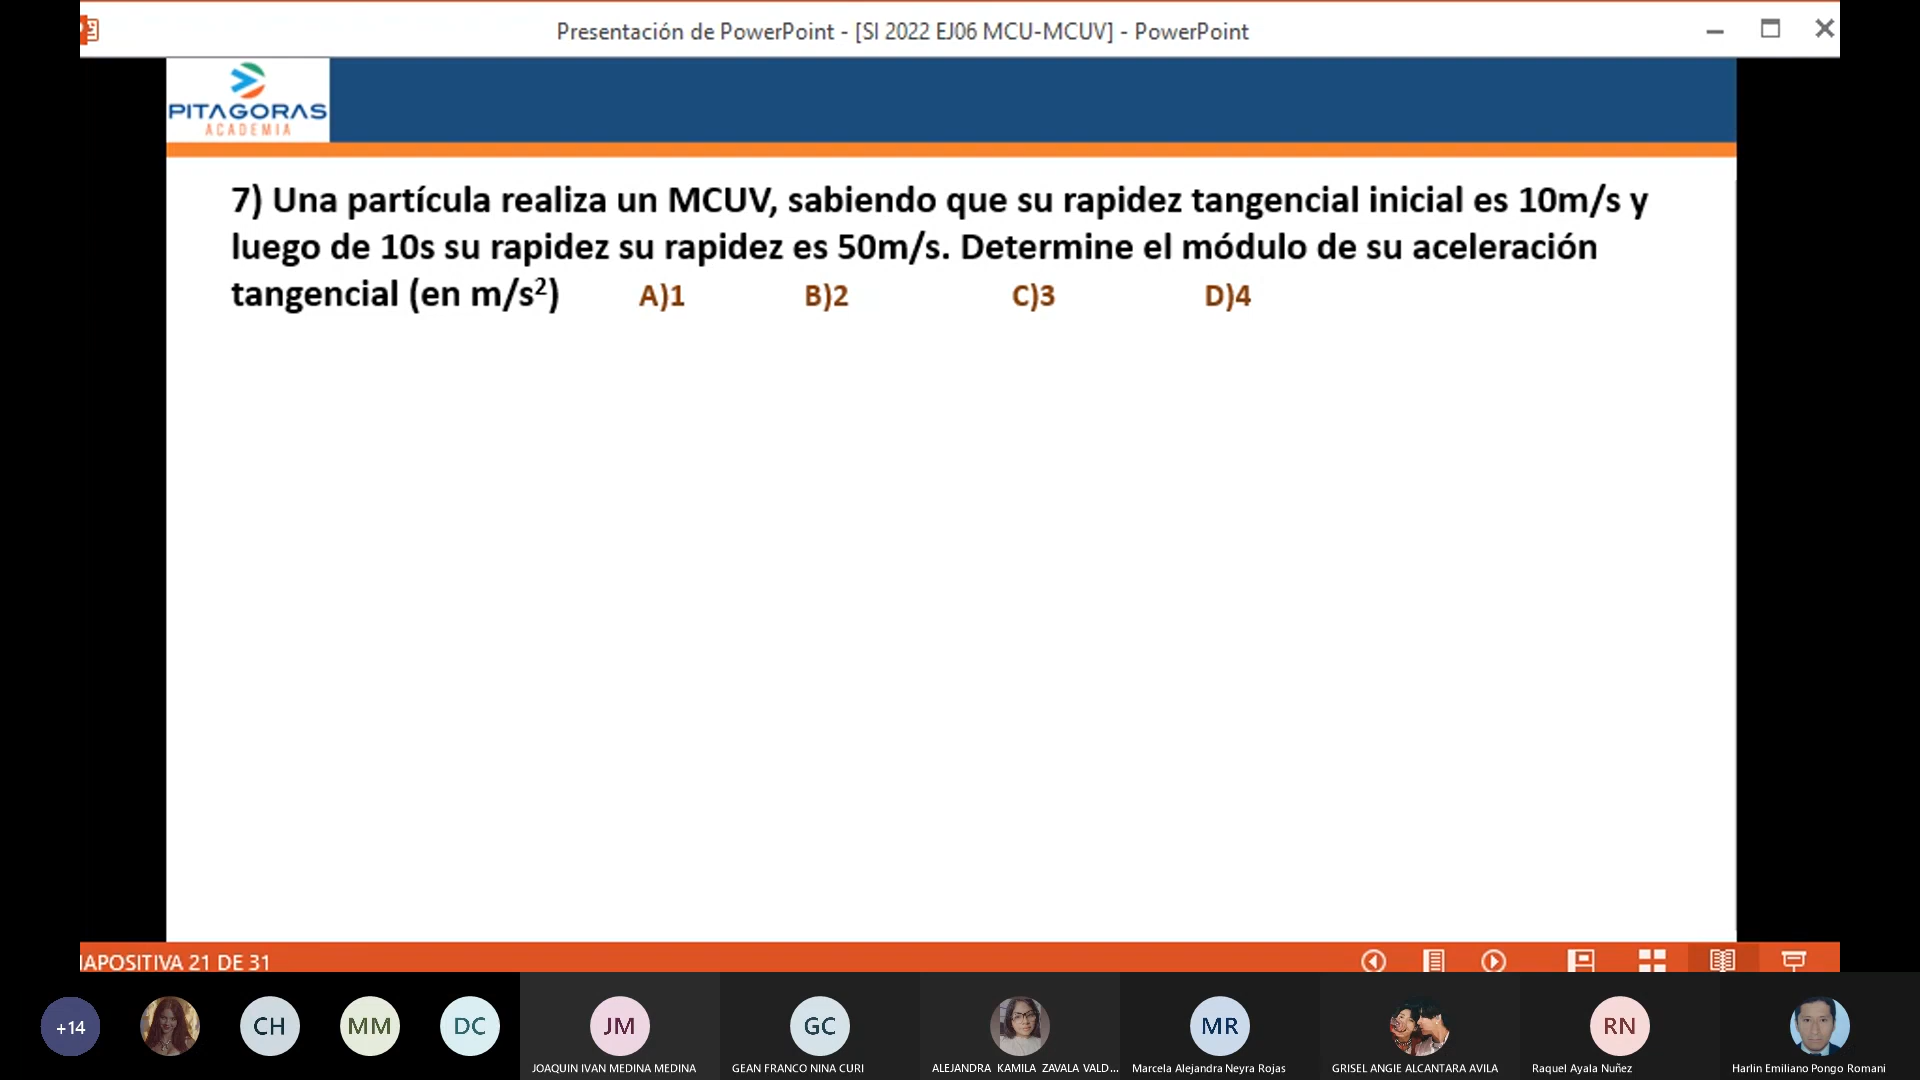 Presentación de PowerPoint - [SI 2022 EJ06 MCU-MCUV] - PowerPoint
PITAGORAS
ACADEMIA
7) Una partícula realiza un MCUV, sabiendo que su rapidez tangencial inicial es 10m/s y
luego de 10s su rapidez su rapidez es 50m/s. Determine el módulo de su aceleración
tangencial (en m/s²) A)1 B)2 C)3 D)4
IAPOSITIVA 21 DE 31
+14 CH MM DC JM GC MR RN
JOAQUIN IVAN MEDINA MEDINA GEAN FRANCO NINA CURI ALEJANDRA KAMILA ZAVALA VALD... Marcela Alejandra Neyra Rojas GRISEL ANGIE ALCANTARA AVILA Raquel Ayala Nuñez Harlin Emiliano Pongo Romani